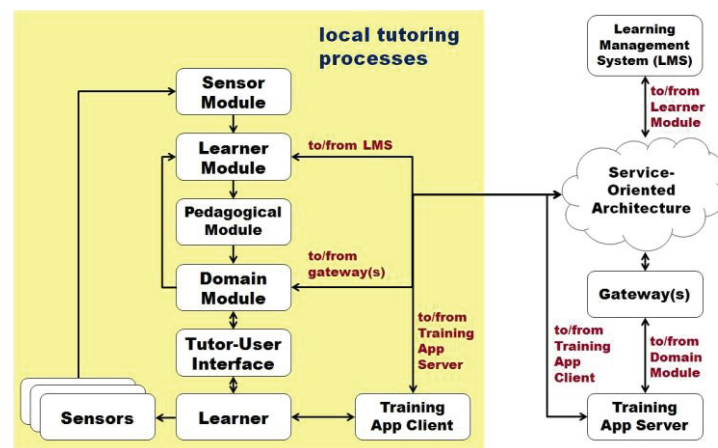 local tutoring
processes
Sensor
Module
Learner
Module
Pedagogical
Module
Domain
Module
Tutor-User
Interface
Learner
Sensors
Training
App Client
to/from LMS
to/from
gateway(s)
to/from
Training
App
Server
Learning
Management
System (LMS)
to/from
Learner
Module
Service-
Oriented
Architecture
Gateway(s)
to/from
Training
App
Client
to/from
Domain
Module
Training
App Server